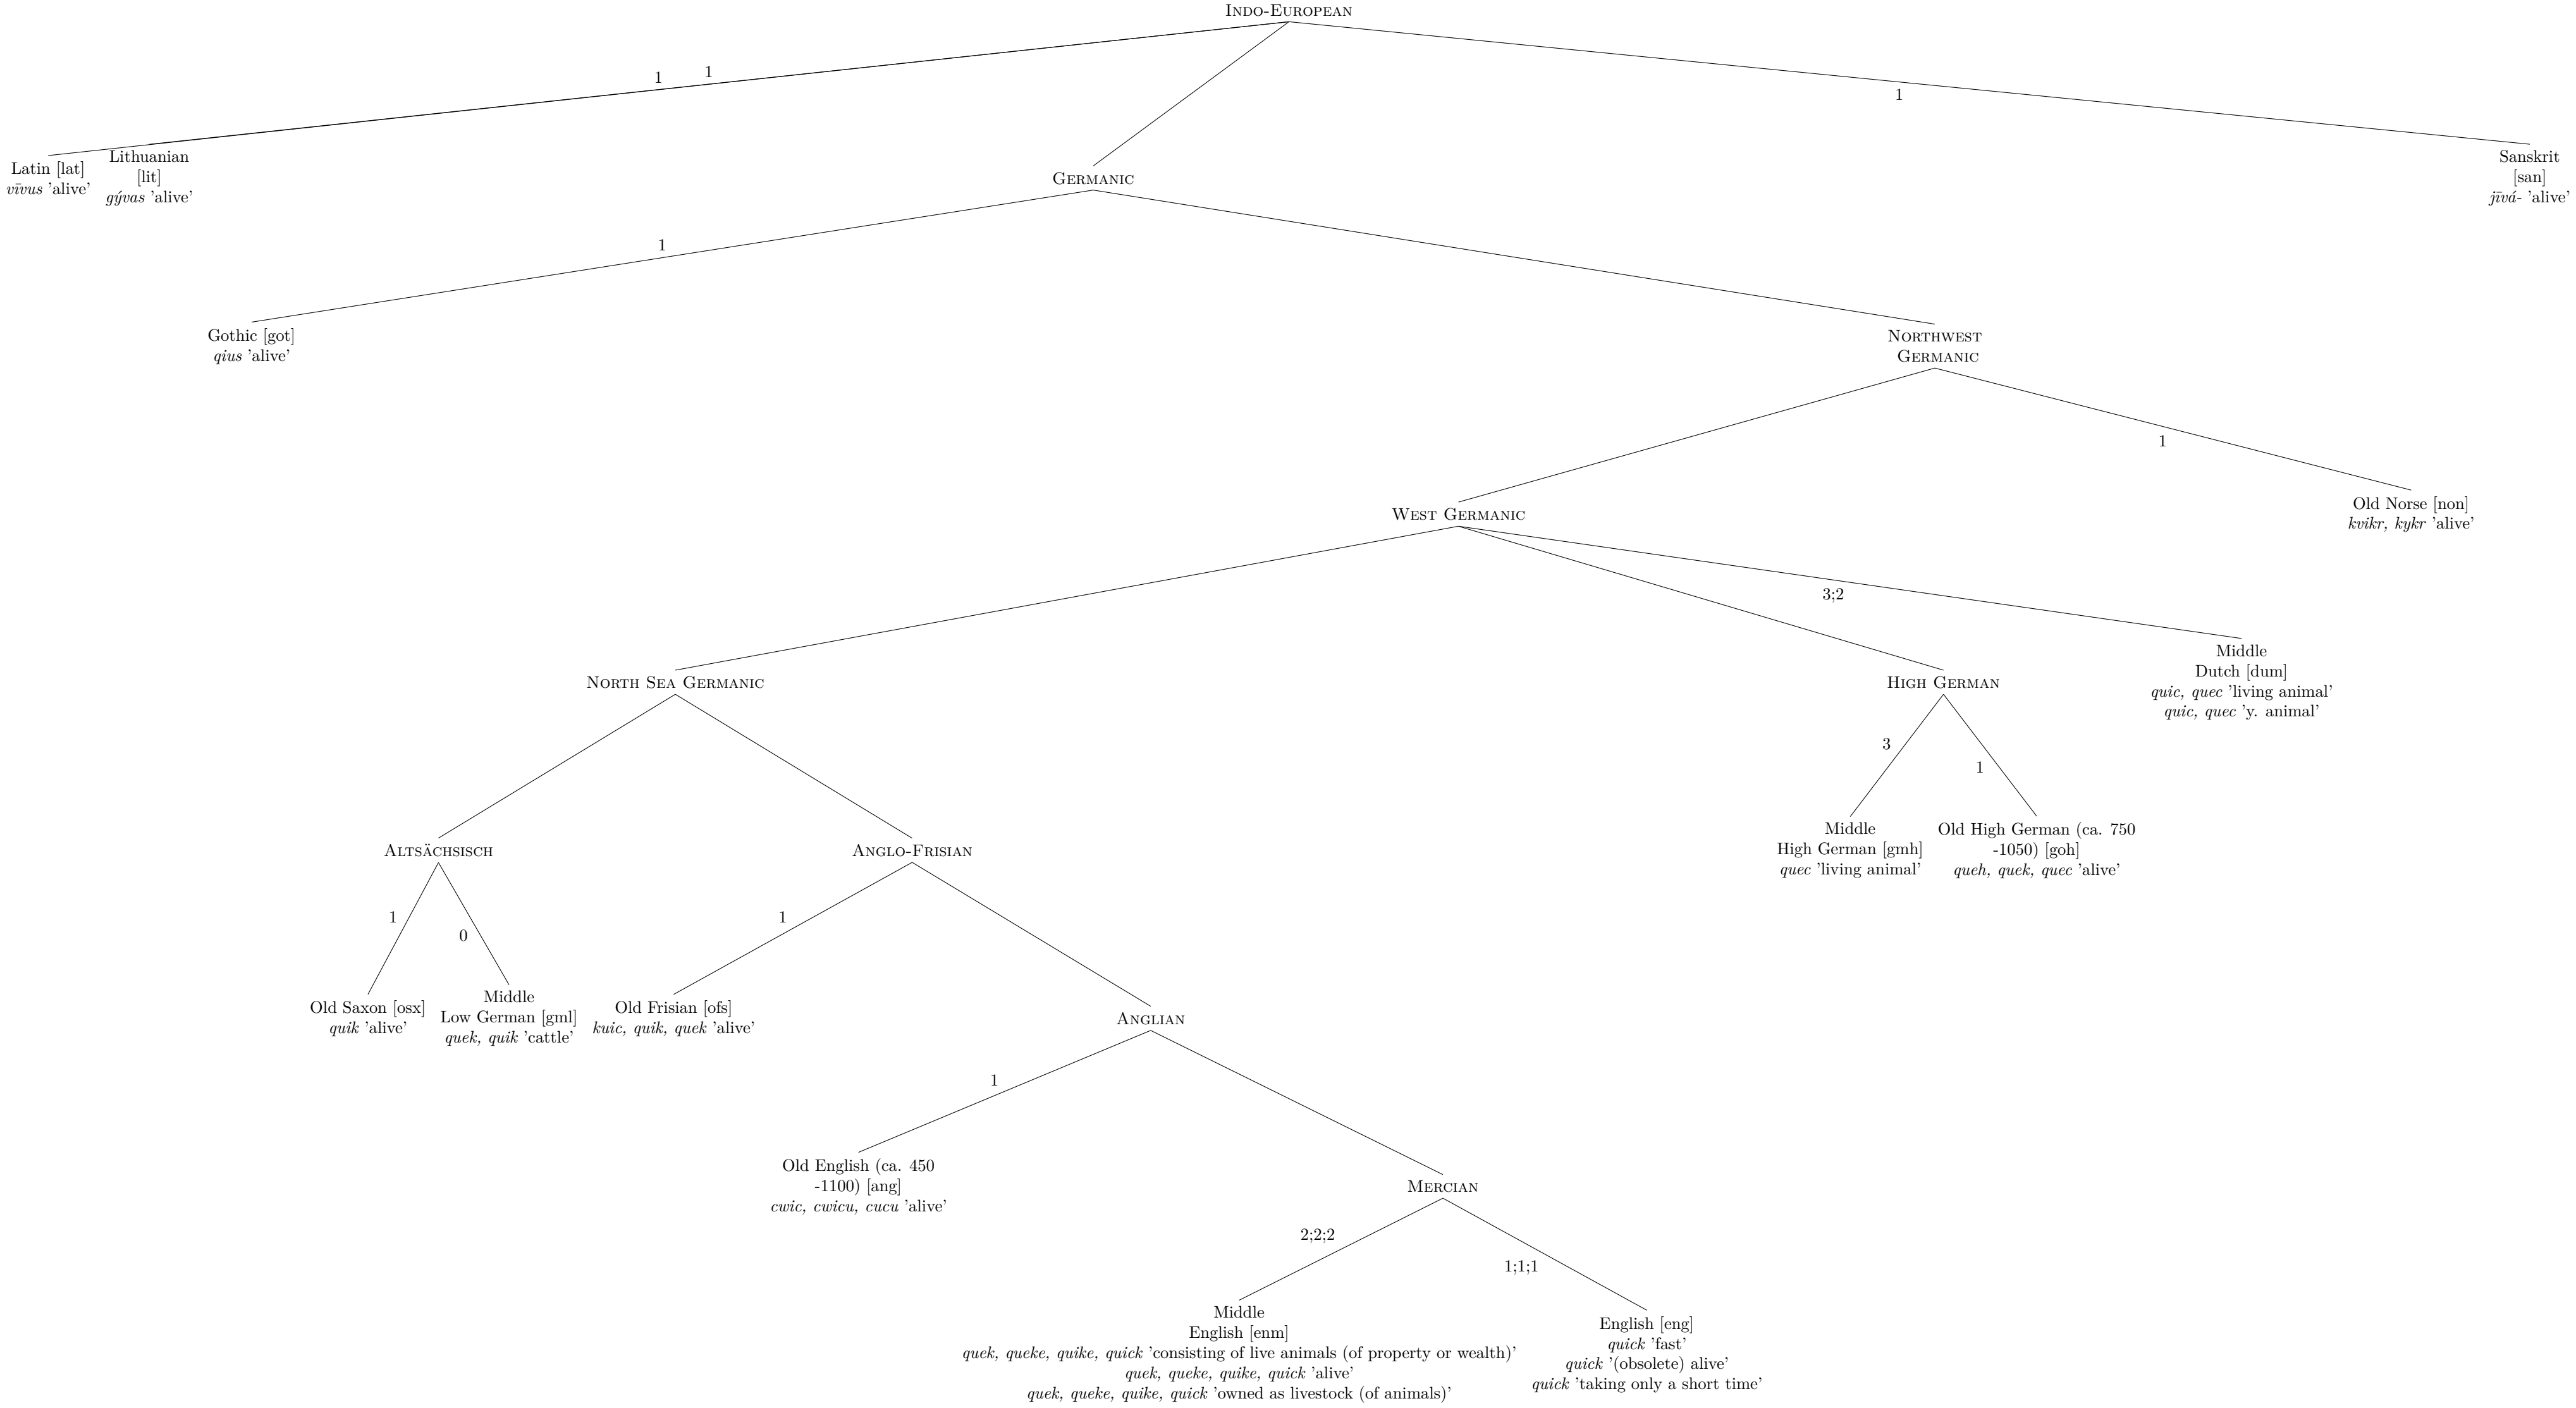 INDO-EUROPEAN
1
1
1
Latin [lat]
vīvus 'alive'
Lithuanian
[lit]
gývas 'alive'
GERMANIC
Sanskrit
[san]
jīvá- 'alive'
1
Gothic [got]
qius 'alive'
NORTHWEST
GERMANIC
1
WEST GERMANIC
Old Norse [non]
kvikr, kykr 'alive'
3;2
NORTH SEA GERMANIC
HIGH GERMAN
Middle
Dutch [dum]
quic, quec 'living animal'
quic, quec 'y. animal'
3
1
ALTSÄCHSISCH
ANGLO-FRISIAN
Middle
High German [gmh]
quec 'living animal'
Old High German (ca. 750
-1050) [goh]
queh, quek, quec 'alive'
1
0
1
Old Saxon [osx]
quik 'alive'
Middle
Low German [gml]
quek, quik 'cattle'
Old Frisian [ofs]
kuic, quik, quek 'alive'
ANGLIAN
1
Old English (ca. 450
-1100) [ang]
cwic, cwicu, cucu 'alive'
MERCIAN
2;2;2
1;1;1
Middle
English [enm]
quek, queke, quike, quick 'consisting of live animals (of property or wealth)'
quek, queke, quike, quick 'alive'
quek, queke, quike, quick 'owned as livestock (of animals)'
English [eng]
quick 'fast'
quick '(obsolete) alive'
quick 'taking only a short time'